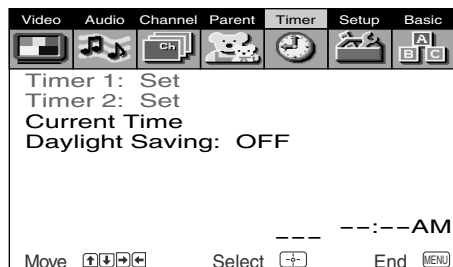 Video Audio Channel Parent Timer Setup Basic
Ch A B C
Timer 1: Set
Timer 2: Set
Current Time
Daylight Saving: OFF
___ --:--AM
Move Select End MENU